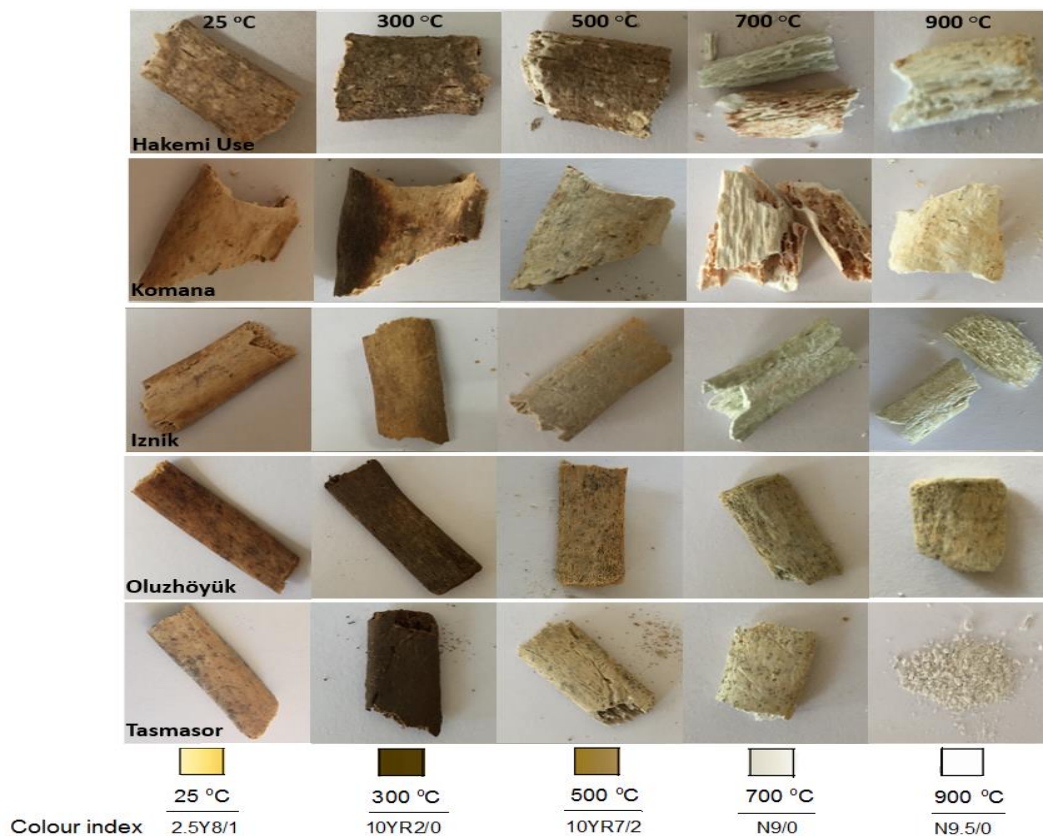 25 °C 300 °C 500 °C 700 °C 900 °C
Hakemi Use
Komana
Iznik
Oluzhöyük
Tasmasor
25 °C 300 °C 500 °C 700 °C 900 °C
Colour index 2.5Y8/1 10YR2/0 10YR7/2 N9/0 N9.5/0